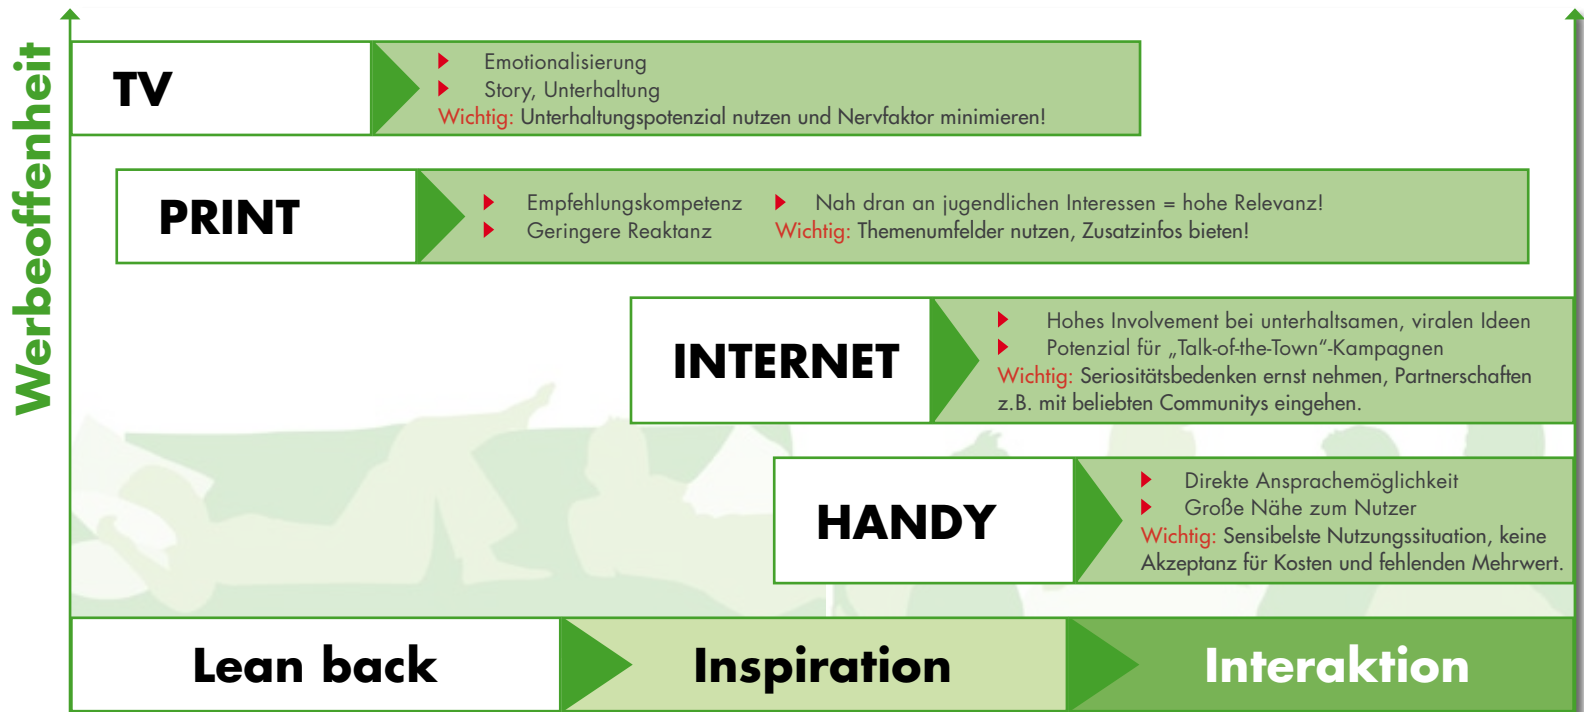 Werbeoffenheit
TV
Emotionalisierung
Story, Unterhaltung
Wichtig: Unterhaltungspotenzial nutzen und Nervfaktor minimieren!
PRINT
Empfehlungskompetenz
Geringere Reaktanz
Nah dran an jugendlichen Interessen = hohe Relevanz!
Wichtig: Themenumfelder nutzen, Zusatzinfos bieten!
INTERNET
Hohes Involvement bei unterhaltsamen, viralen Ideen
Potenzial für „Talk-of-the-Town“-Kampagnen
Wichtig: Seriositätsbedenken ernst nehmen, Partnerschaften
z.B. mit beliebten Communitys eingehen.
HANDY
Direkte Ansprachemöglichkeit
Große Nähe zum Nutzer
Wichtig: Sensibelste Nutzungssituation, keine
Akzeptanz für Kosten und fehlenden Mehrwert.
Lean back
Inspiration
Interaktion